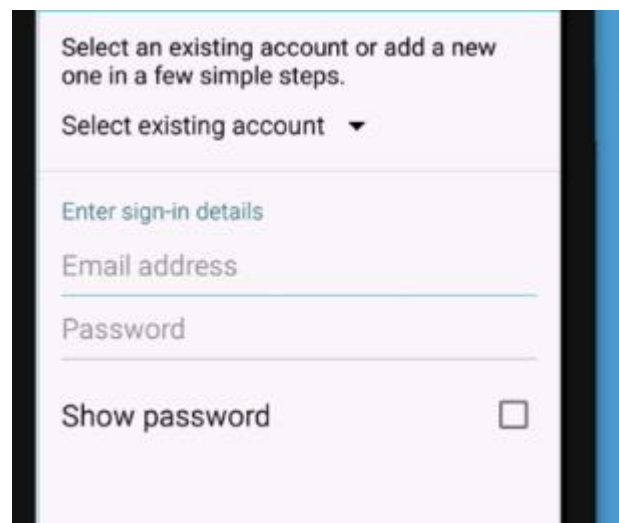 Select an existing account or add a new
one in a few simple steps.
Select existing account
Enter sign-in details
Email address
Password
Show password